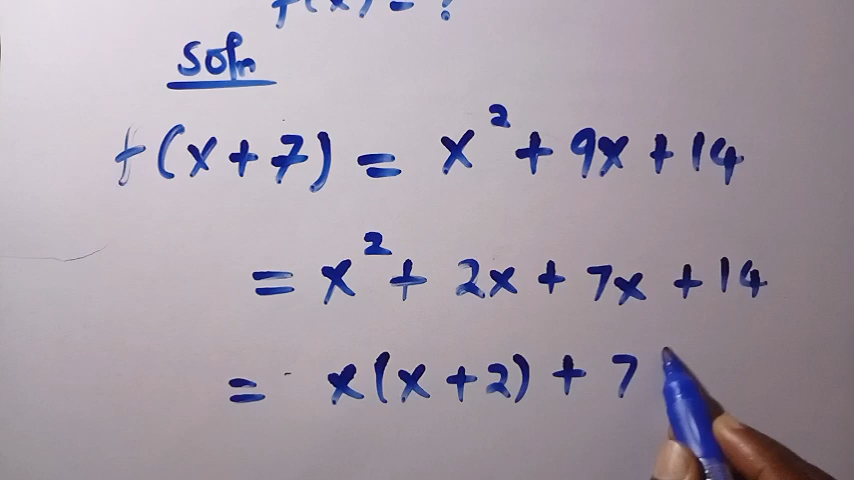 f(x) = ?
Soln
f(x+7) = x² + 9x + 14
= x² + 2x + 7x + 14
= x(x+2) + 7